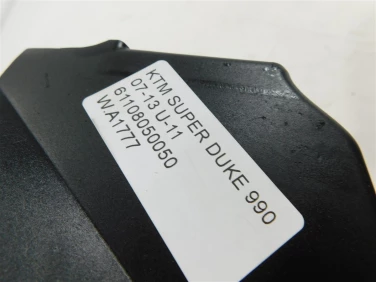 KTM SUPER DUKE 990
07-13 U-11
61108050050
WA1777